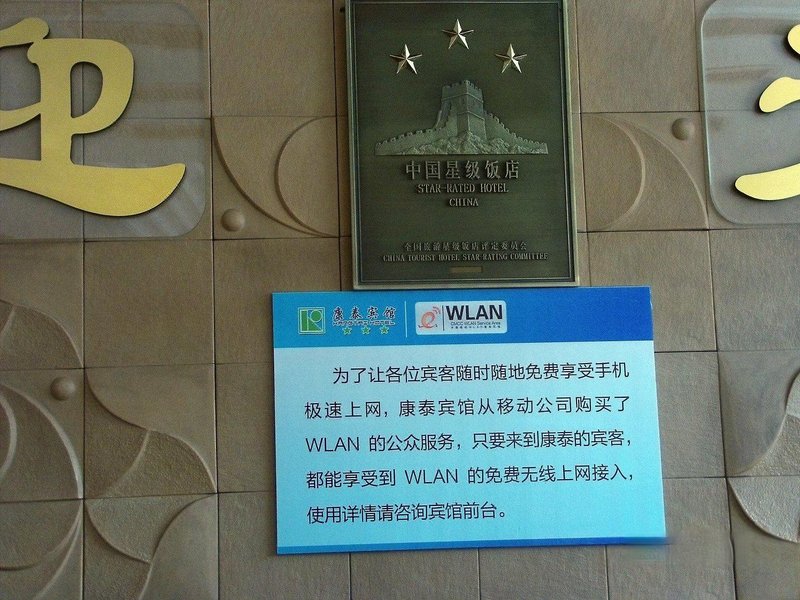 迎
中国星级饭店
STAR-RATED HOTEL
CHINA
全国旅游星级饭店评定委员会
CHINA TOURIST HOTEL STAR RATING COMMITTEE
康泰宾馆
WLAN
CMCC WLAN Service Area
为了让各位宾客随时随地免费享受手机
极速上网，康泰宾馆从移动公司购买了
WLAN 的公众服务，只要来到康泰的宾客，
都能享受到 WLAN 的免费无线上网接入，
使用详情请咨询宾馆前台。